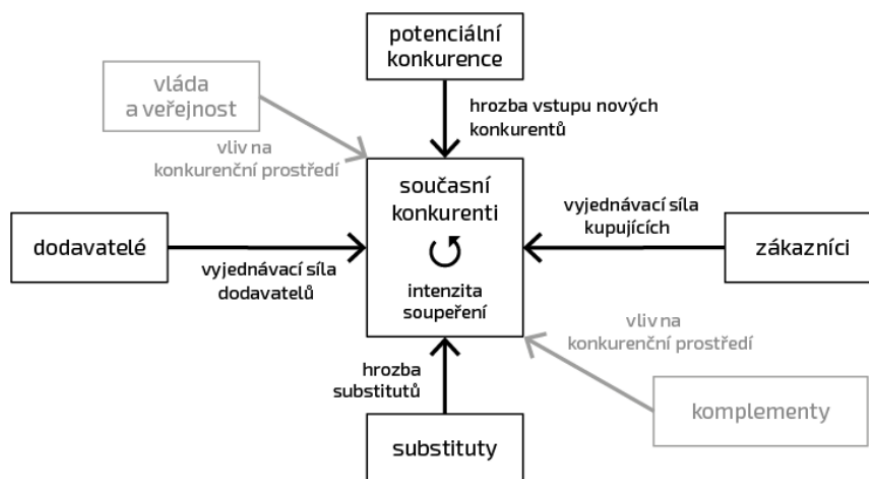 potenciální
konkurence
vláda
a veřejnost
hrozba vstupu nových
konkurentů
vliv na
konkurenční prostředí
současní
konkurenti
vyjednávací síla
kupujících
dodavatelé
zákazníci
vyjednávací síla
dodavatelů
intenzita
soupeření
vliv na
konkurenční prostředí
hrozba
substitutů
komplementy
substituty